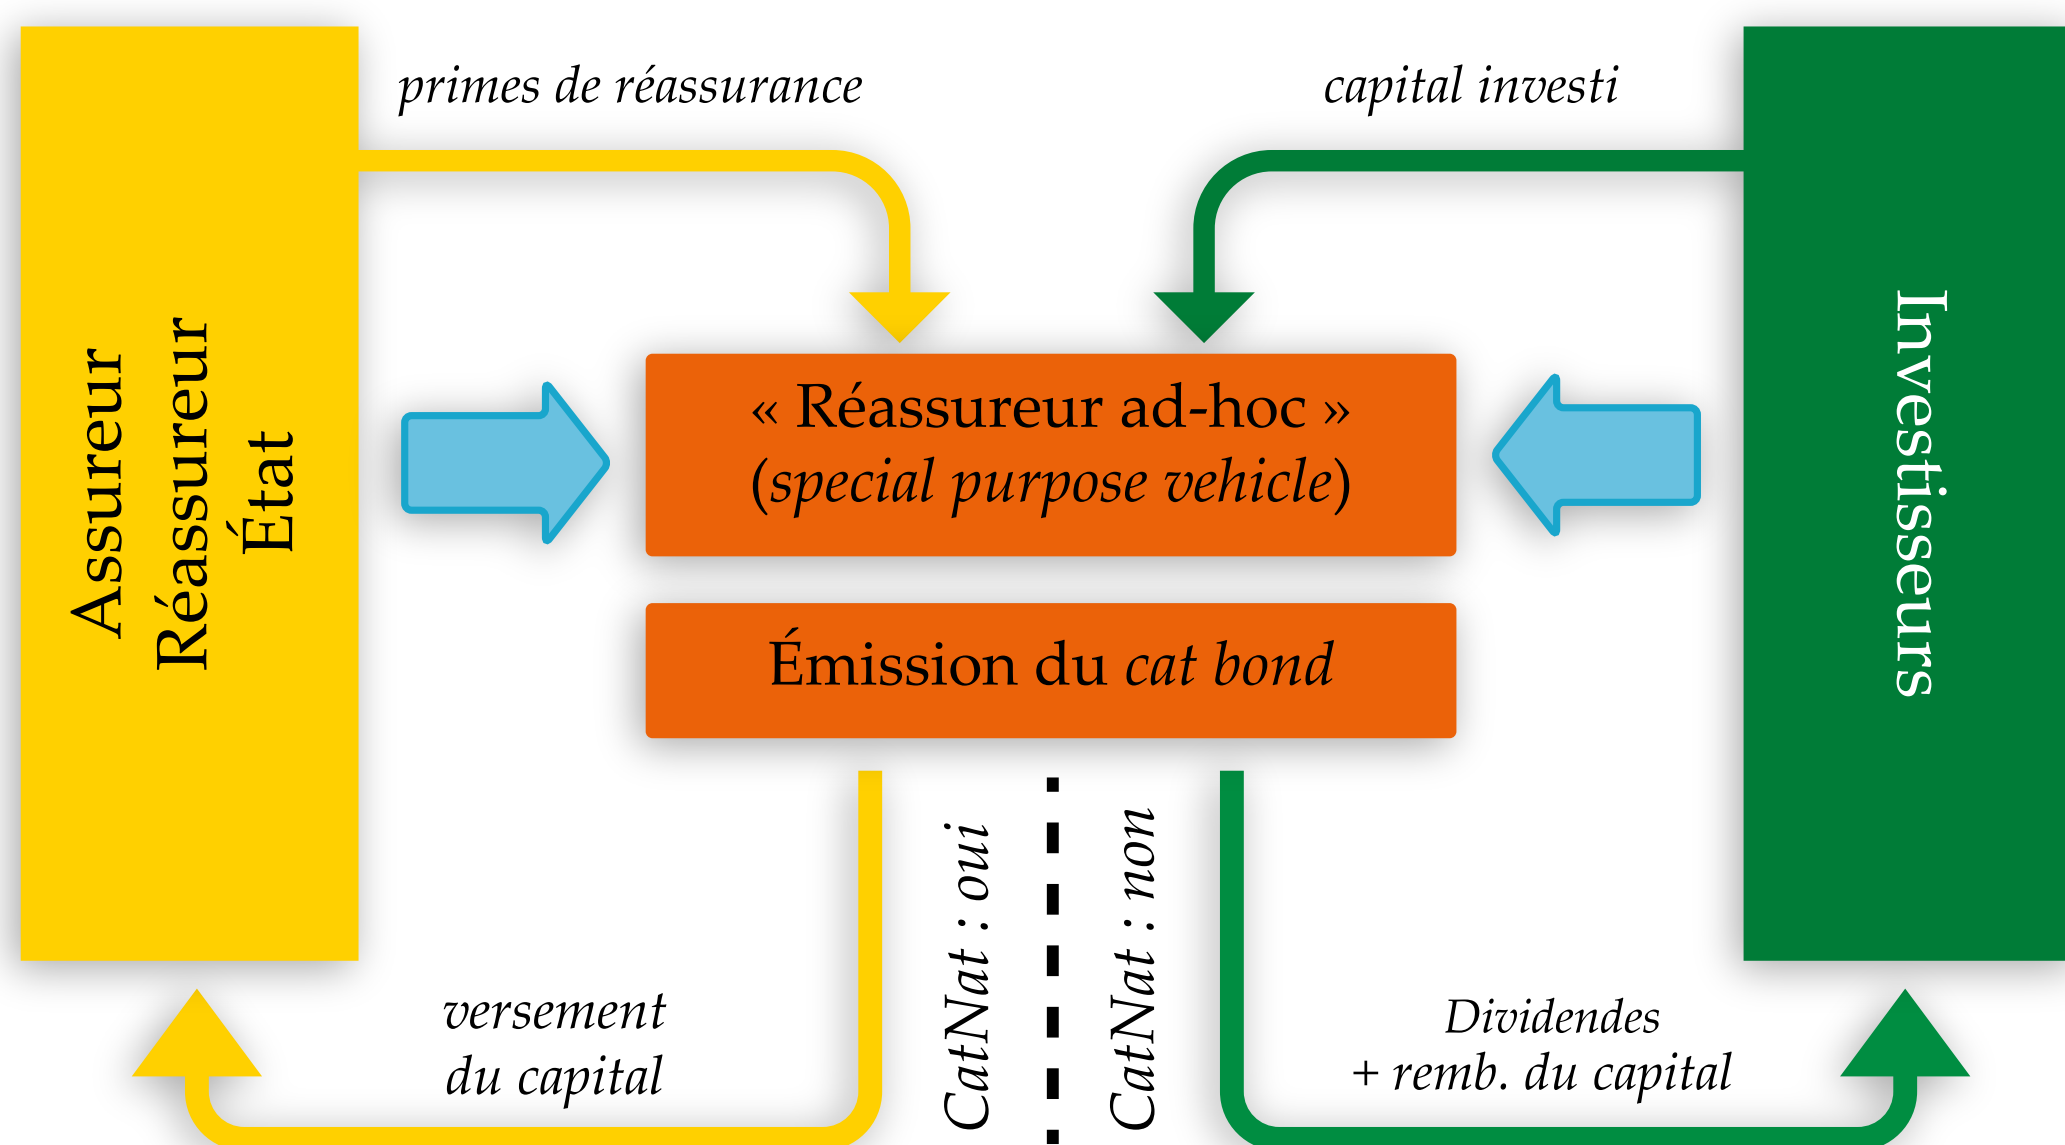 primes de réassurance
capital investi
Assureur
Réassureur
État
« Réassureur ad-hoc »
(special purpose vehicle)
Investisseurs
Émission du cat bond
CatNat : oui
CatNat : non
versement
du capital
Dividendes
+ remb. du capital